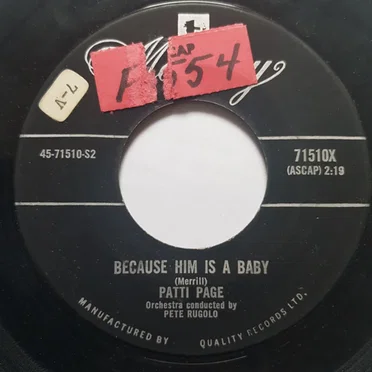 A 554
7-V
45-71510-S2
71510X
(ASCAP) 2:19
BECAUSE HIM IS A BABY
(Merrill)
PATTI PAGE
Orchestra conducted by
PETE RUGOLO
MANUFACTURED BY QUALITY RECORDS LTD.